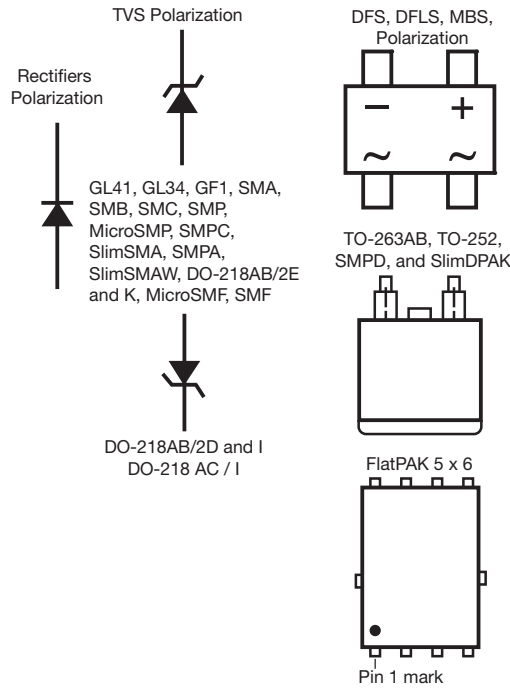 TVS Polarization
Rectifiers
Polarization
GL41, GL34, GF1, SMA,
SMB, SMC, SMP,
MicroSMP, SMPC,
SlimSMA, SMPA,
SlimSMAW, DO-218AB/2E
and K, MicroSMF, SMF
DO-218AB/2D and I
DO-218 AC / I
DFS, DFLS, MBS,
Polarization
− +
~ ~
TO-263AB, TO-252,
SMPD, and SlimDPAK
FlatPAK 5 x 6
Pin 1 mark